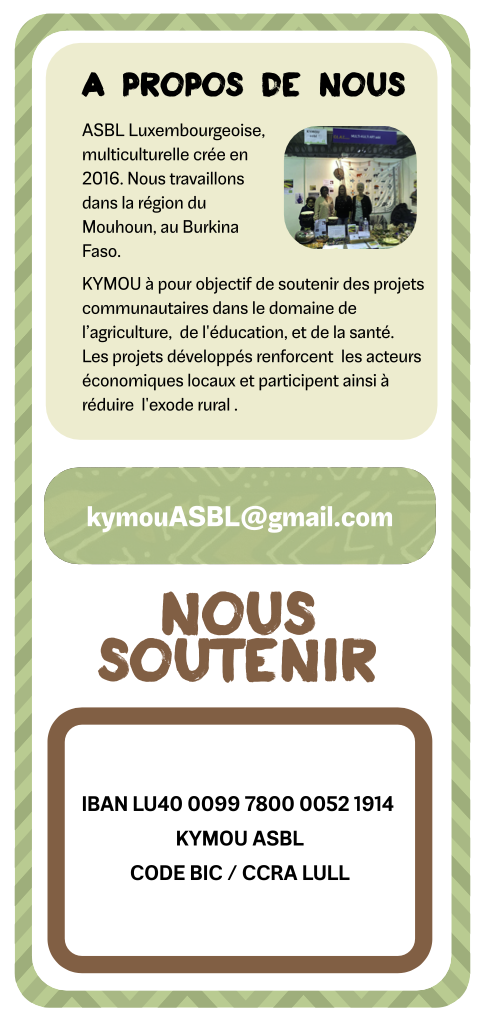 A PROPOS DE NOUS
ASBL Luxembourgeoise,
multiculturelle crée en
2016. Nous travaillons
dans la région du
Mouhoun, au Burkina
Faso.
KYMOU à pour objectif de soutenir des projets
communautaires dans le domaine de
l'agriculture,  de l'éducation, et de la santé.
Les projets développés renforcent  les acteurs
économiques locaux et participent ainsi à
réduire  l'exode rural .
kymouASBL@gmail.com
NOUS
SOUTENIR
IBAN LU40 0099 7800 0052 1914
KYMOU ASBL
CODE BIC / CCRA LULL